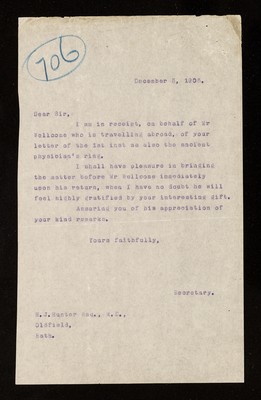 706
December 5, 1908.
Dear Sir,
I am in receipt, on behalf of Mr
Wellcome who is travelling abroad, of your
letter of the 1st inst as also the ancient
physician's ring.
I shall have pleasure in bringing
the matter before Mr Wellcome immediately
upon his return, when I have no doubt he will
feel highly gratified by your interesting gift.
Assuring you of his appreciation of
your kind
Yours faithfully,
Secretary.
Esq.,
Oldfield,
Bath.